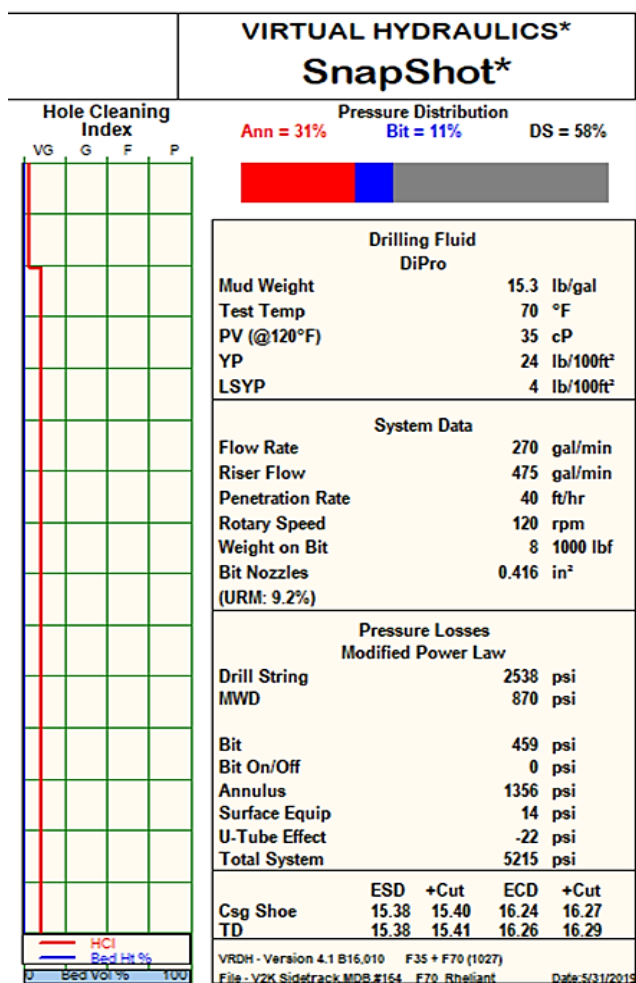 VIRTUAL HYDRAULICS*
SnapShot*
Hole Cleaning
Index
VG G F P
Pressure Distribution
Ann = 31% Bit = 11% DS = 58%
Drilling Fluid
DiPro
Mud Weight 15.3 lb/gal
Test Temp 70 °F
PV (@120°F) 35 cP
YP 24 lb/100ft²
LSYP 4 lb/100ft²
System Data
Flow Rate 270 gal/min
Riser Flow 475 gal/min
Penetration Rate 40 ft/hr
Rotary Speed 120 rpm
Weight on Bit 8 1000 lbf
Bit Nozzles 0.416 in²
(URM: 9.2%)
Pressure Losses
Modified Power Law
Drill String 2538 psi
MWD 870 psi
Bit 459 psi
Bit On/Off 0 psi
Annulus 1356 psi
Surface Equip 14 psi
U-Tube Effect -22 psi
Total System 5215 psi
ESD +Cut ECD +Cut
Csg Shoe 15.38 15.40 16.24 16.27
TD 15.38 15.41 16.26 16.29
HCI
Bed Ht %
0 Bed Vol % 100
VRDH - Version 4.1 B16,010 F35 + F70 (1027)
File - V2K Sidetrack.MDB #164 F70 Rheliant Date:5/31/2019